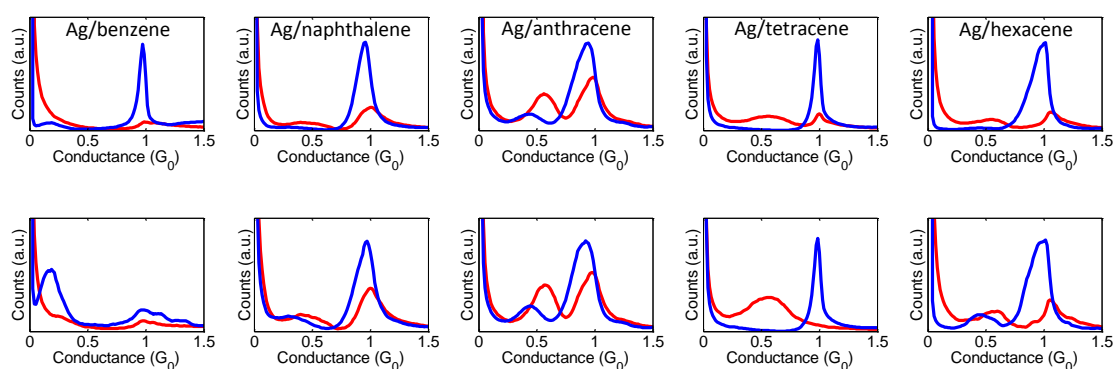 Ag/benzene Ag/naphthalene Ag/anthracene Ag/tetracene Ag/hexacene
Counts (a.u.) Counts (a.u.) Counts (a.u.) Counts (a.u.) Counts (a.u.)
0 0.5 1 1.5 0 0.5 1 1.5 0 0.5 1 1.5 0 0.5 1 1.5 0 0.5 1 1.5
Conductance (G0) Conductance (G0) Conductance (G0) Conductance (G0) Conductance (G0)
Counts (a.u.) Counts (a.u.) Counts (a.u.) Counts (a.u.) Counts (a.u.)
0 0.5 1 1.5 0 0.5 1 1.5 0 0.5 1 1.5 0 0.5 1 1.5 0 0.5 1 1.5
Conductance (G0) Conductance (G0) Conductance (G0) Conductance (G0) Conductance (G0)